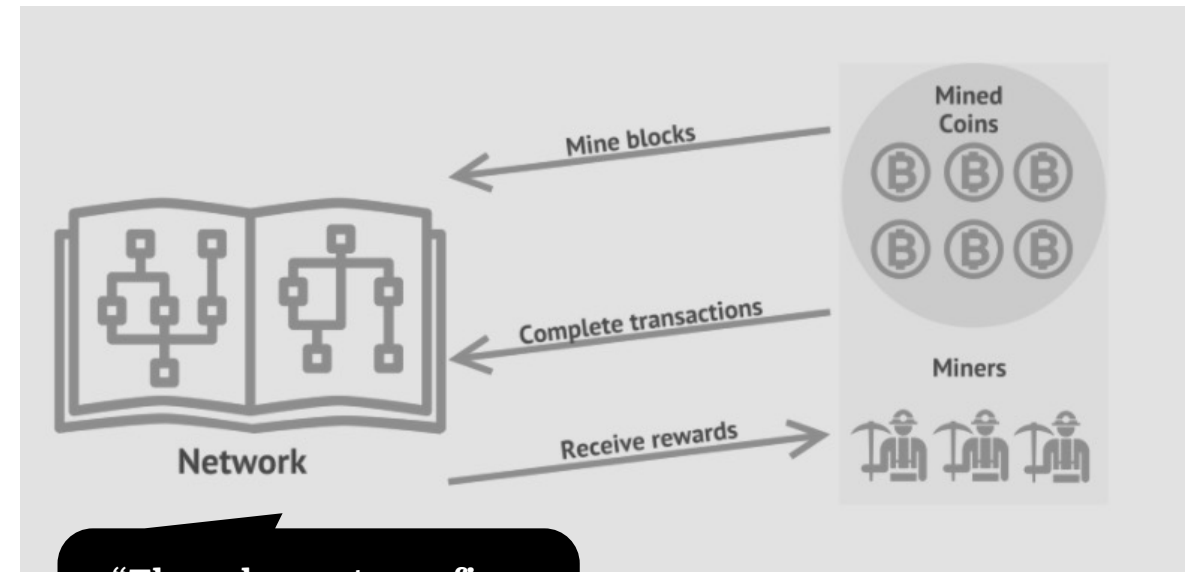 Mined
Coins
Mine blocks
Complete transactions
Miners
Receive rewards
Network